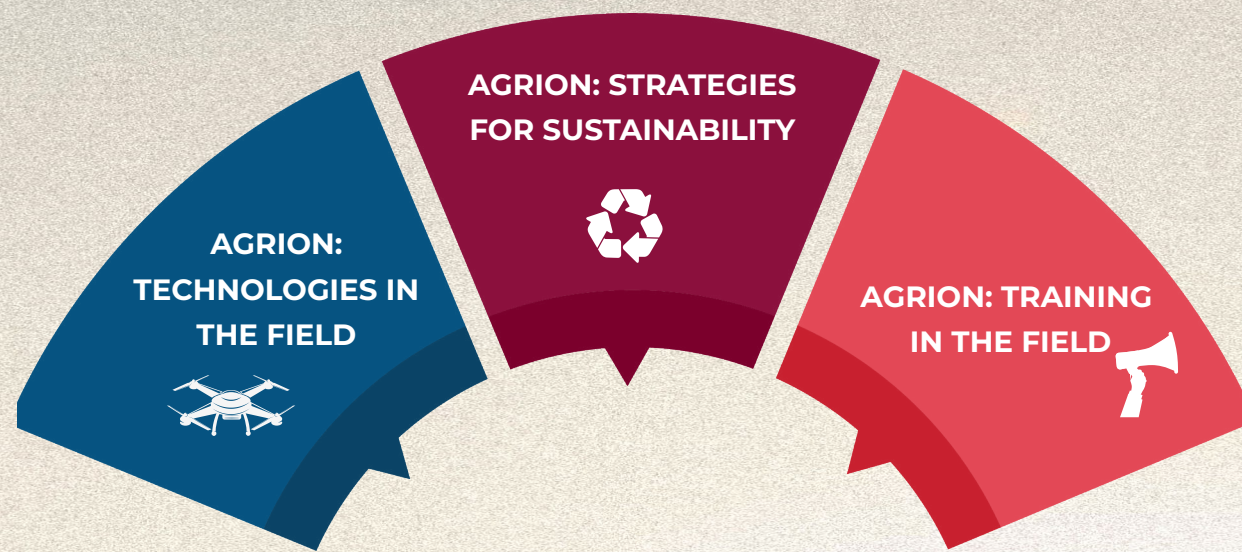 AGRION:
TECHNOLOGIES IN
THE FIELD
AGRION: STRATEGIES
FOR SUSTAINABILITY
AGRION: TRAINING
IN THE FIELD